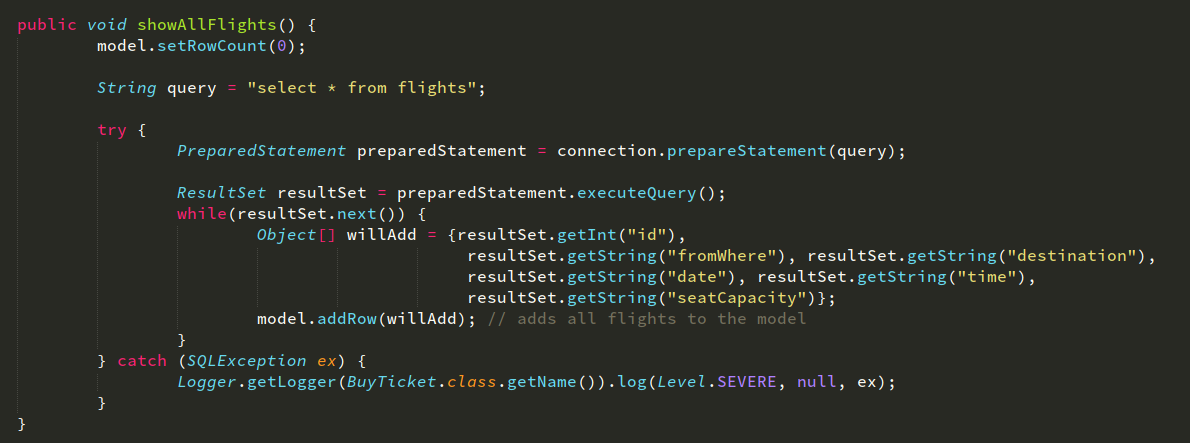 public void showAllFlights() {
model.setRowCount(0);
String query = "select * from flights";
try {
PreparedStatement preparedStatement = connection.prepareStatement(query);
ResultSet resultSet = preparedStatement.executeQuery();
while(resultSet.next()) {
Object[] willAdd = {resultSet.getInt("id"),
resultSet.getString("fromWhere"), resultSet.getString("destination"),
resultSet.getString("date"), resultSet.getString("time"),
resultSet.getString("seatCapacity")};
model.addRow(willAdd); // adds all flights to the model
}
} catch (SQLException ex) {
Logger.getLogger(BuyTicket.class.getName()).log(Level.SEVERE, null, ex);
}
}